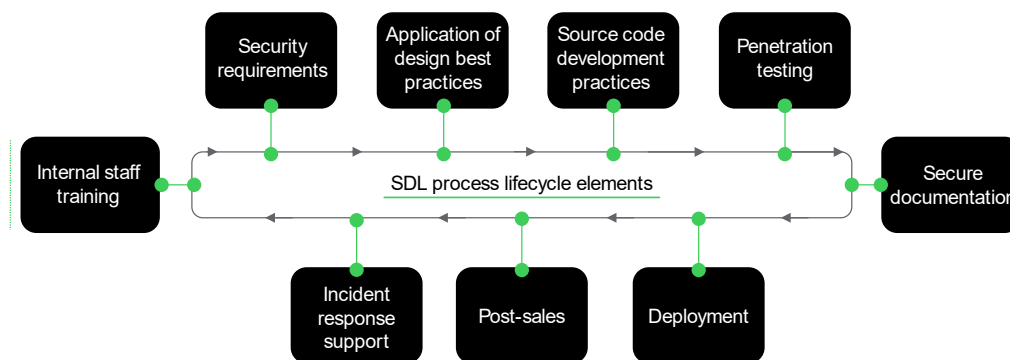 Security
requirements
Application of
design best
practices
Source code
development
practices
Penetration
testing
Internal staff
training
SDL process lifecycle elements
Secure
documentation
Incident
response
support
Post-sales
Deployment